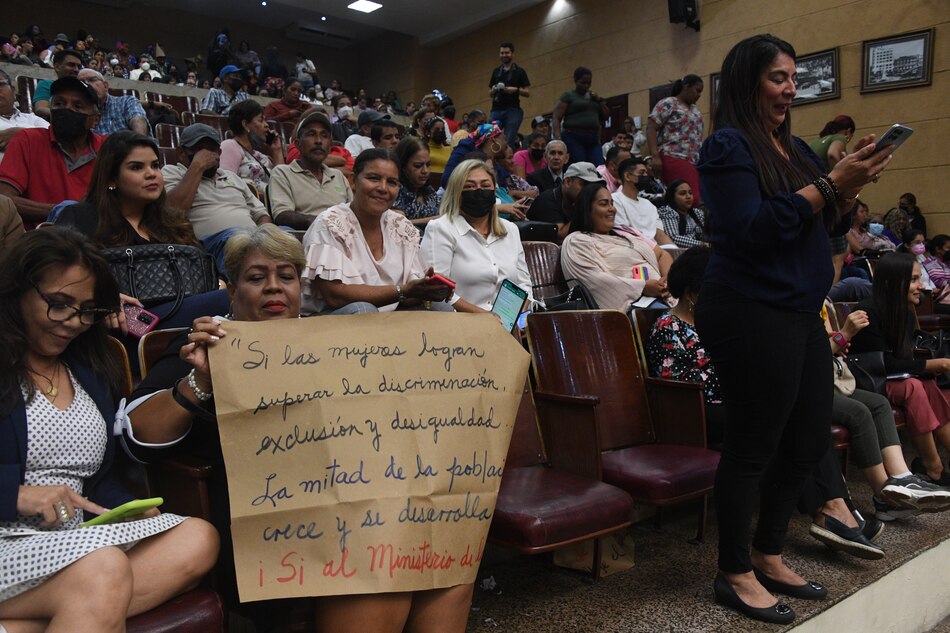 "Si las mujeres logran
superar la discriminación,
exclusión y desigualdad..
La mitad de la poblac
crece y se desarrolla
¡Si al Ministerio de l